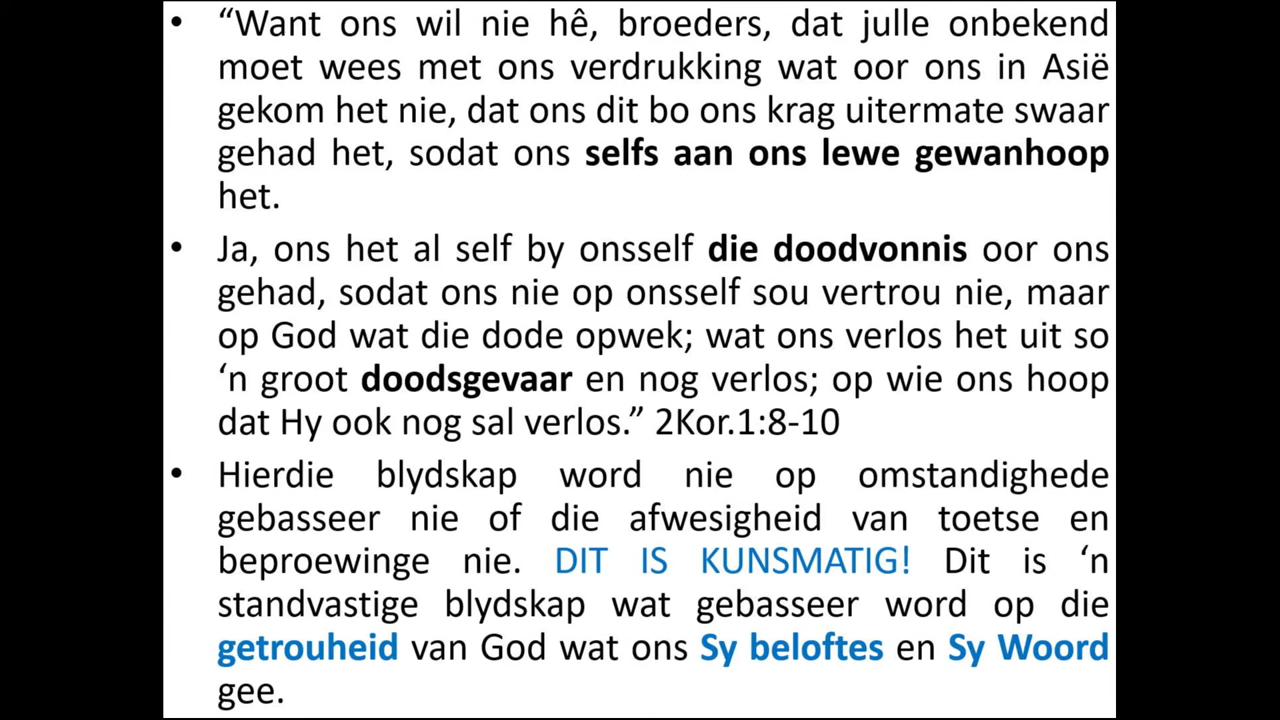 • “Want ons wil nie hê, broeders, dat julle onbekend
moet wees met ons verdrukking wat oor ons in Asië
gekom het nie, dat ons dit bo ons krag uitermate swaar
gehad het, sodat ons selfs aan ons lewe gewanhoop
het.
• Ja, ons het al self by onsself die doodvonnis oor ons
gehad, sodat ons nie op onsself sou vertrou nie, maar
op God wat die dode opwek; wat ons verlos het uit so
‘n groot doodsgevaar en nog verlos; op wie ons hoop
dat Hy ook nog sal verlos.” 2Kor.1:8-10
• Hierdie blydskap word nie op omstandighede
gebasseer nie of die afwesigheid van toetse en
beproewinge nie. DIT IS KUNSMATIG! Dit is ‘n
standvastige blydskap wat gebasseer word op die
getrouheid van God wat ons Sy beloftes en Sy Woord
gee.